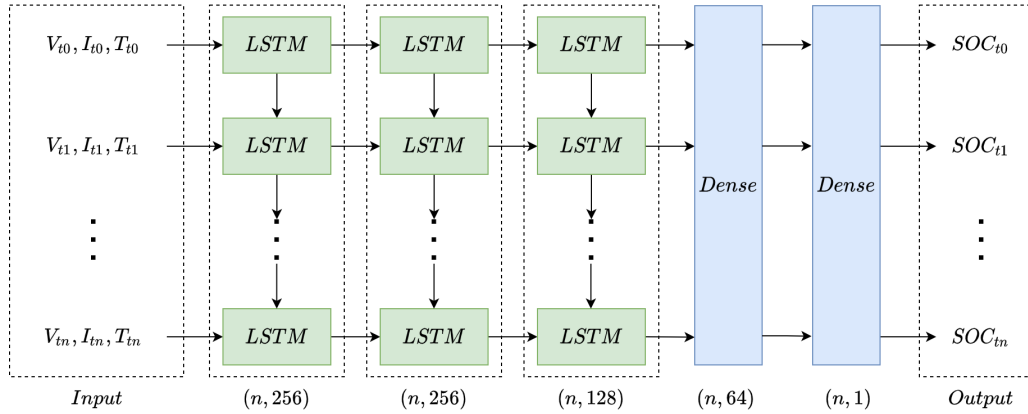 V_{t0}, I_{t0}, T_{t0} LSTM LSTM LSTM SOC_{t0}
V_{t1}, I_{t1}, T_{t1} LSTM LSTM LSTM SOC_{t1}
Dense Dense
V_{tn}, I_{tn}, T_{tn} LSTM LSTM LSTM SOC_{tn}
Input (n, 256) (n, 256) (n, 128) (n, 64) (n, 1) Output